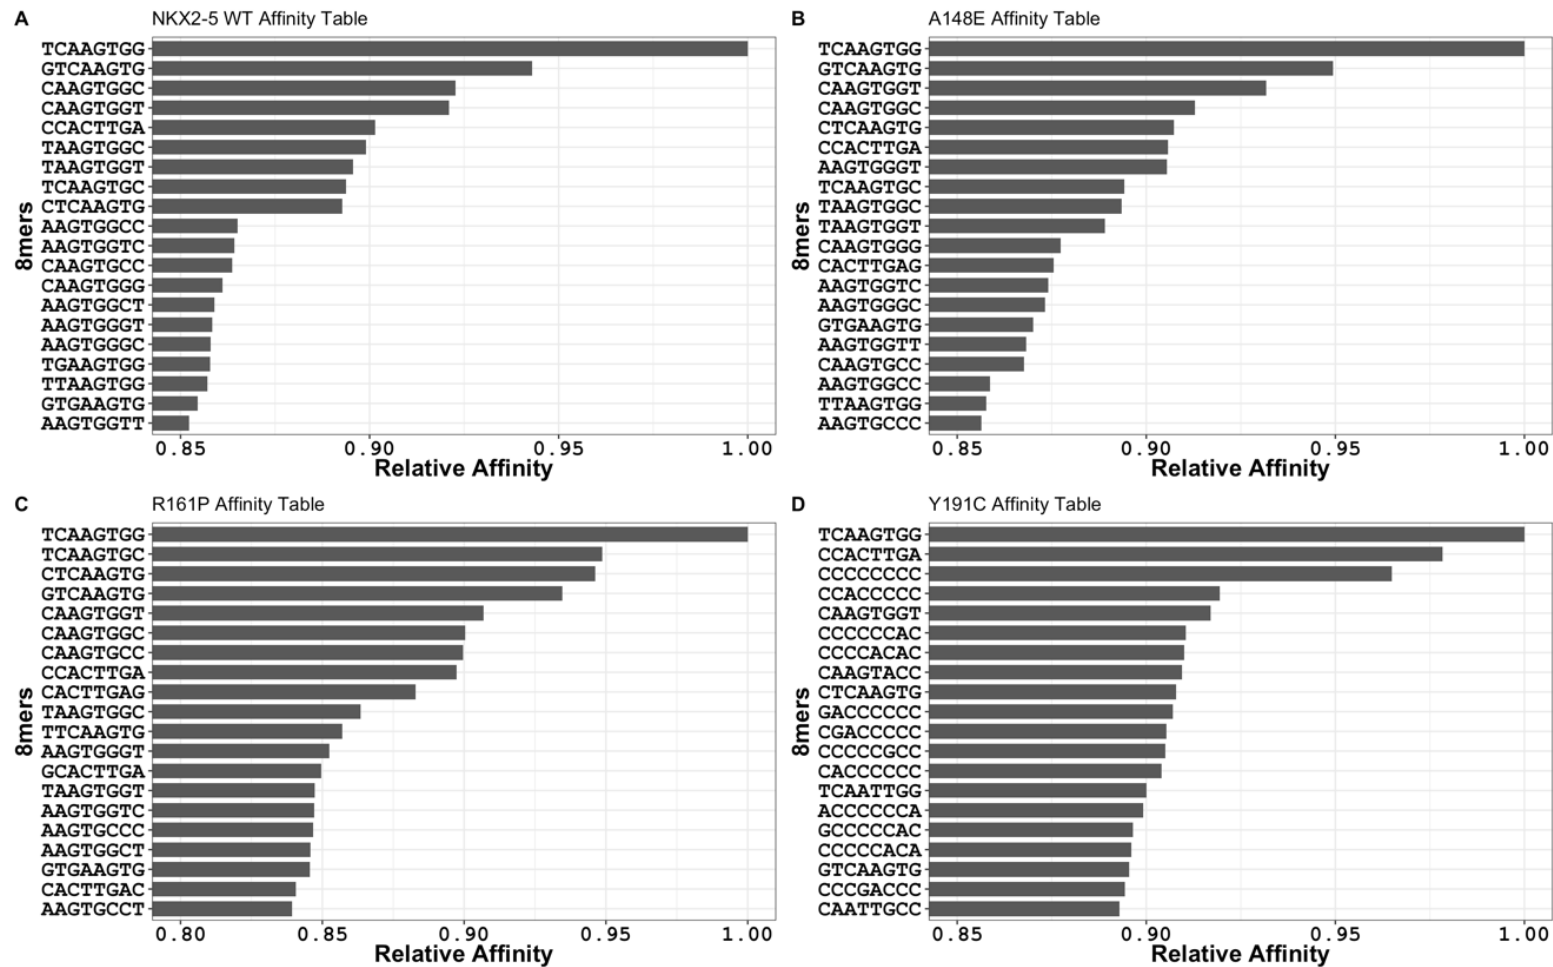 A NKX2-5 WT Affinity Table
8mers
TCAAGTGG
GTCAAGTG
CAAGTGGC
CAAGTGGT
CCACTTGA
TAAGTGGC
TAAGTGGT
TCAAGTGC
CTCAAGTG
AAGTGGCC
AAGTGGTC
CAAGTGCC
CAAGTGGG
AAGTGGCT
AAGTGGGT
AAGTGGGC
TGAAGTGG
TTAAGTGG
GTGAAGTG
AAGTGGTT
0.85 0.90 0.95 1.00
Relative Affinity
B A148E Affinity Table
8mers
TCAAGTGG
GTCAAGTG
CAAGTGGT
CAAGTGGC
CTCAAGTG
CCACTTGA
AAGTGGGT
TCAAGTGC
TAAGTGGC
TAAGTGGT
CAAGTGGG
CACTTGAG
AAGTGGTC
AAGTGGGC
GTGAAGTG
AAGTGGTT
CAAGTGCC
AAGTGGCC
TTAAGTGG
AAGTGCCC
0.85 0.90 0.95 1.00
Relative Affinity
C R161P Affinity Table
8mers
TCAAGTGG
TCAAGTGC
CTCAAGTG
GTCAAGTG
CAAGTGGT
CAAGTGGC
CAAGTGCC
CCACTTGA
CACTTGAG
TAAGTGGC
TTCAAGTG
AAGTGGGT
GCACTTGA
TAAGTGGT
AAGTGGTC
AAGTGCCC
AAGTGGCT
GTGAAGTG
CACTTGAC
AAGTGCCT
0.80 0.85 0.90 0.95 1.00
Relative Affinity
D Y191C Affinity Table
8mers
TCAAGTGG
CCACTTGA
CCCCCCCC
CCACCCCC
CAAGTGGT
CCCCCCAC
CCCCACAC
CAAGTACC
CTCAAGTG
GACCCCCC
CGACCCCC
CCCCCGCC
CACCCCCC
TCAATTGG
ACCCCCCA
GCCCCCAC
CCCCCACA
GTCAAGTG
CCCGACCC
CAATTGCC
0.85 0.90 0.95 1.00
Relative Affinity